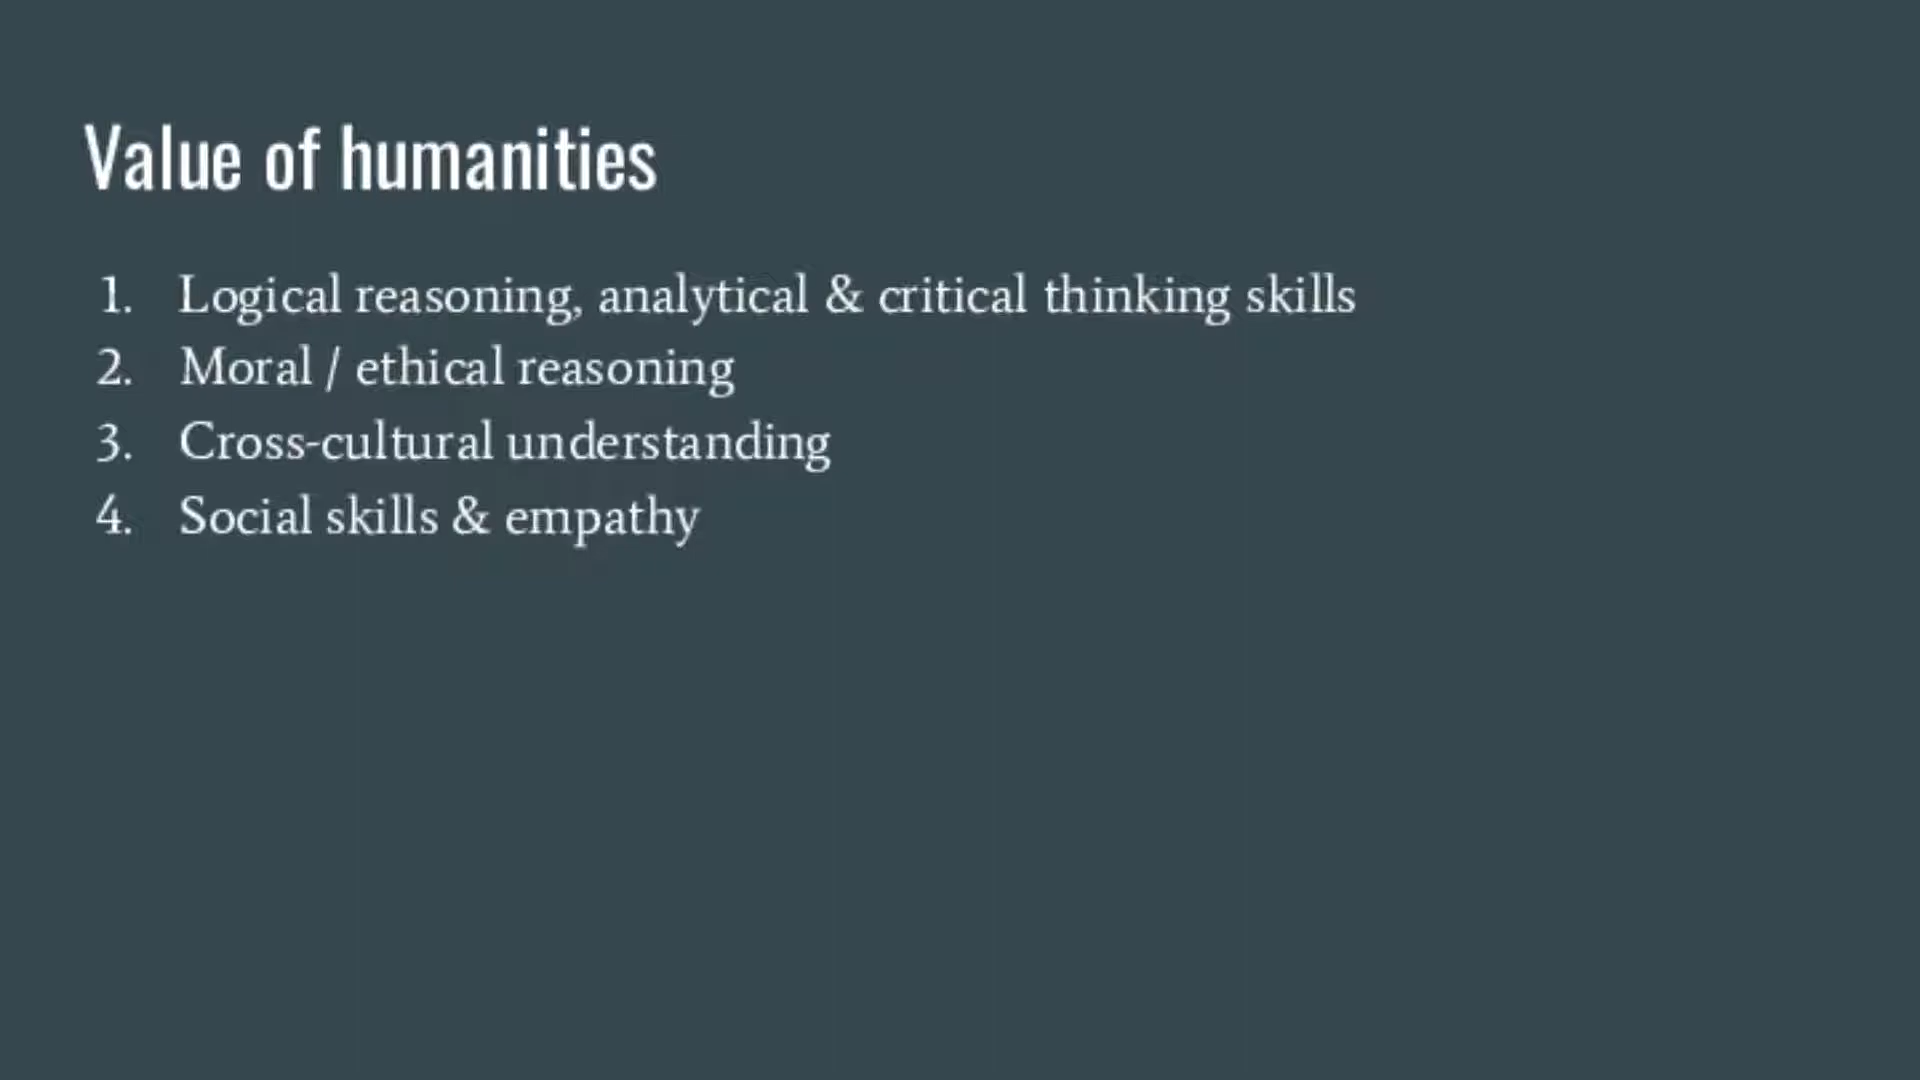 Value of humanities
1. Logical reasoning, analytical & critical thinking skills
2. Moral / ethical reasoning
3. Cross-cultural understanding
4. Social skills & empathy